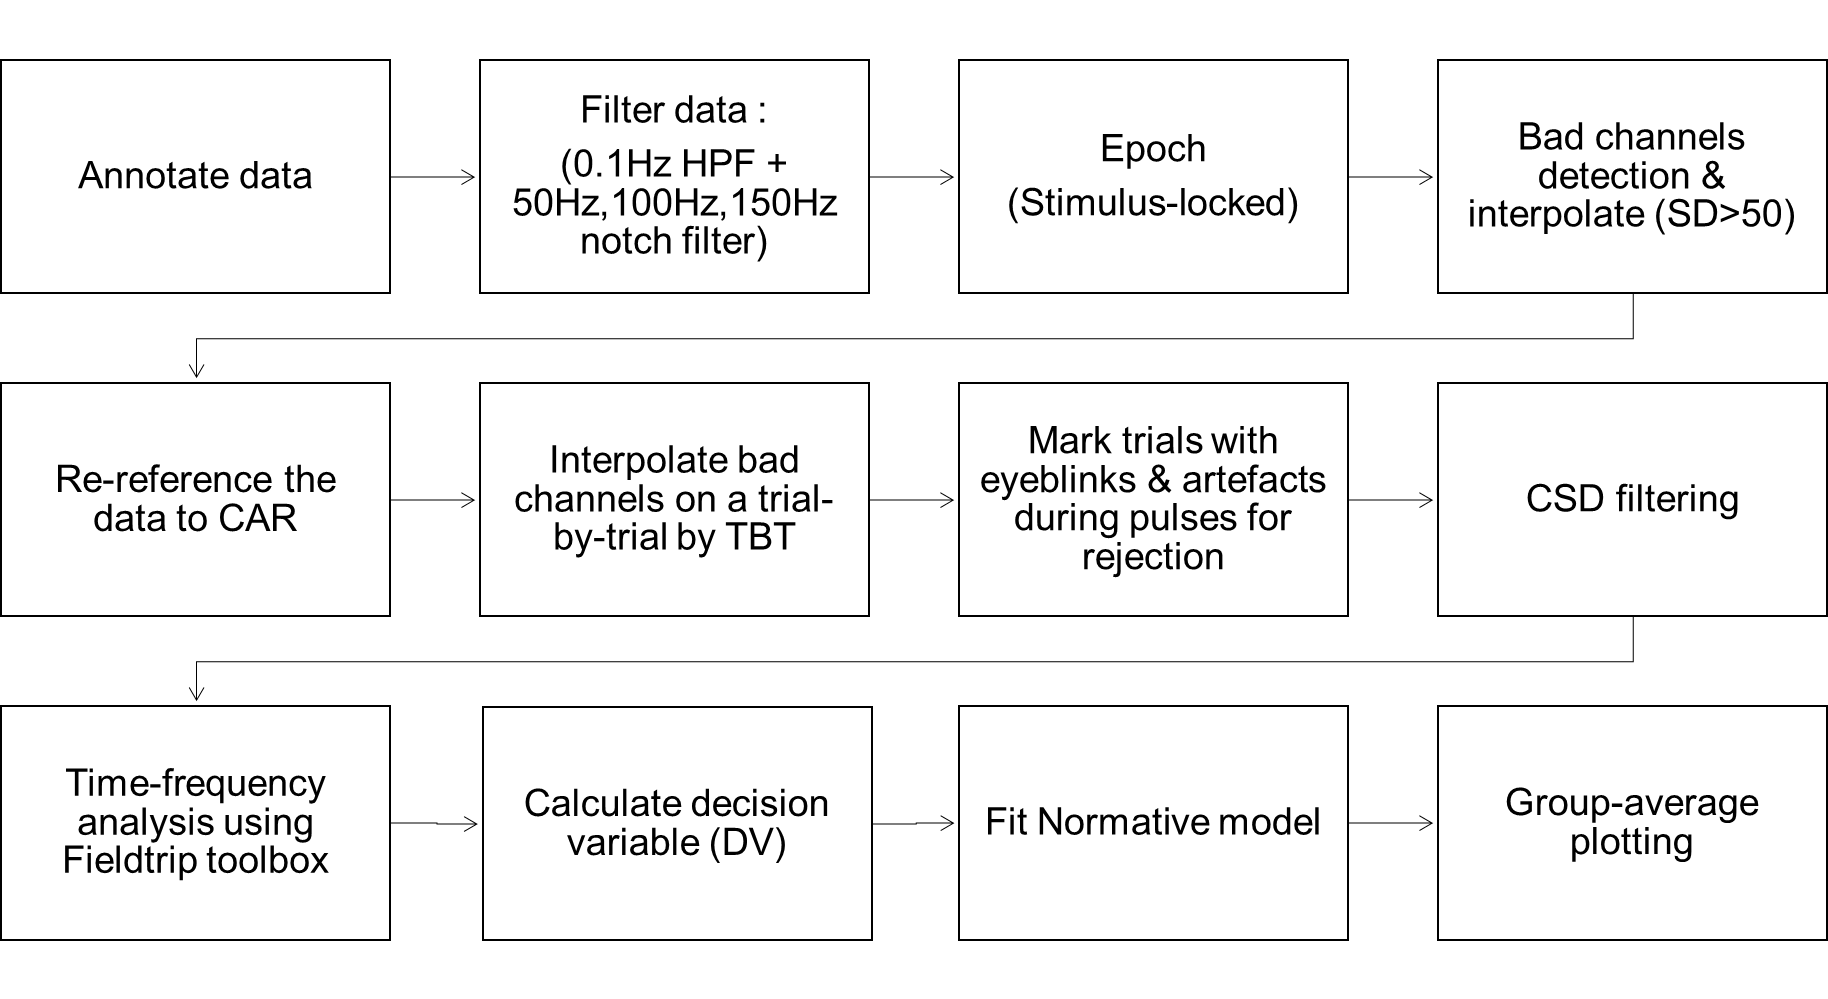 Annotate data
Filter data :
(0.1Hz HPF +
50Hz,100Hz,150Hz
notch filter)
Epoch
(Stimulus-locked)
Bad channels
detection &
interpolate (SD>50)
Re-reference the
data to CAR
Interpolate bad
channels on a trial-
by-trial by TBT
Mark trials with
eyeblinks & artefacts
during pulses for
rejection
CSD filtering
Time-frequency
analysis using
Fieldtrip toolbox
Calculate decision
variable (DV)
Fit Normative model
Group-average
plotting